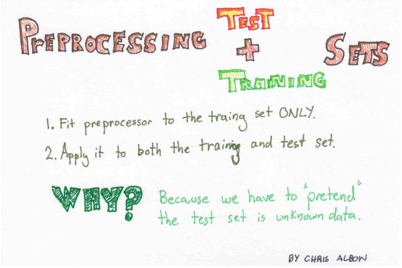 PREPROCESSING TEST + TRAINING SETS
1. Fit preprocessor to the traing set ONLY.
2. Apply it to both the training and test set.
WHY? Because we have to "pretend"
the test set is unknown data.
BY CHRIS ALBON